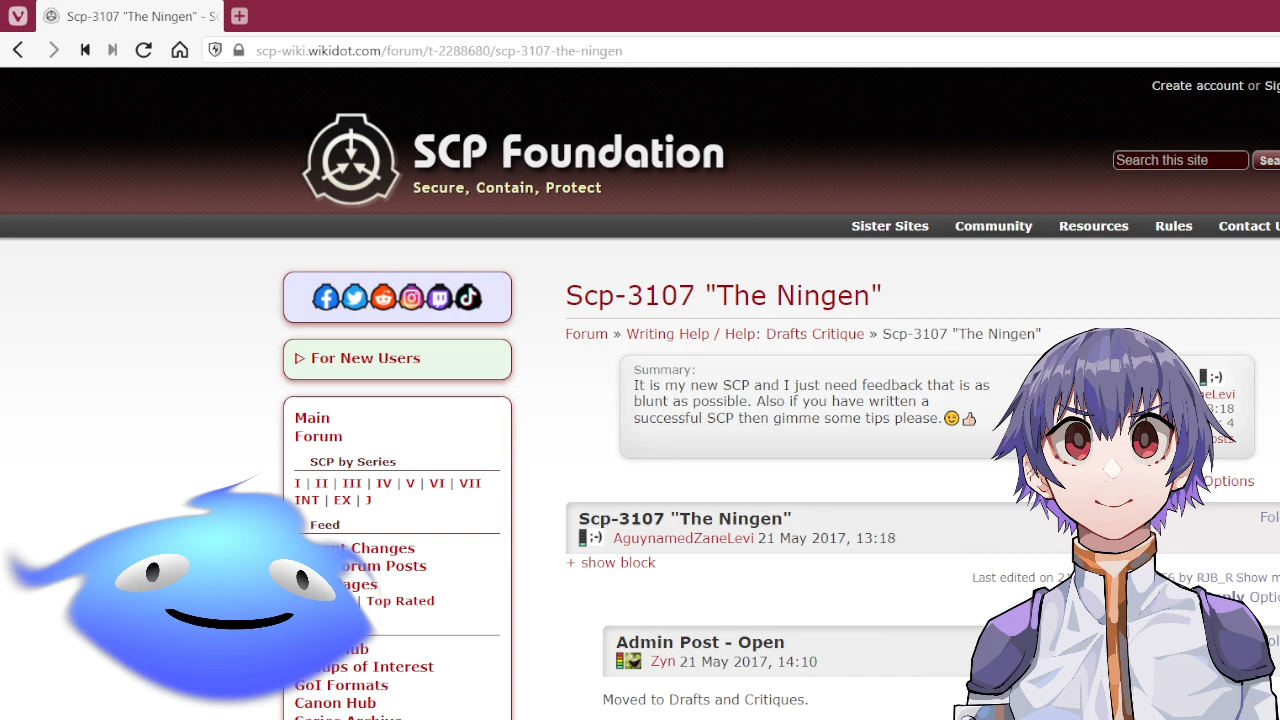 Scp-3107 "The Ningen" - S
scp-wiki.wikidot.com/forum/t-2288680/scp-3107-the-ningen
Create account or
SCP Foundation
Secure, Contain, Protect
Search this site
Sister Sites
Community
Resources
Rules
Contact
▷ For New Users
Main
Forum
SCP by Series
I | II | III | IV | V | VI | VII
INT | EX | J
Feed
Changes
Forum Posts
| Top Rated
of Interest
GoI Formats
Canon Hub
Scp-3107 "The Ningen"
Forum » Writing Help / Help: Drafts Critique » Scp-3107 "The Ningen"
Summary:
It is my new SCP and I just need feedback that is as
blunt as possible. Also if you have written a
successful SCP then gimme some tips please.😉👍
Options
Scp-3107 "The Ningen"
AguynamedZaneLevi 21 May 2017, 13:18
+ show block
Last edited on
by RJB_R Show
Admin Post - Open
Zyn 21 May 2017, 14:10
Moved to Drafts and Critiques.